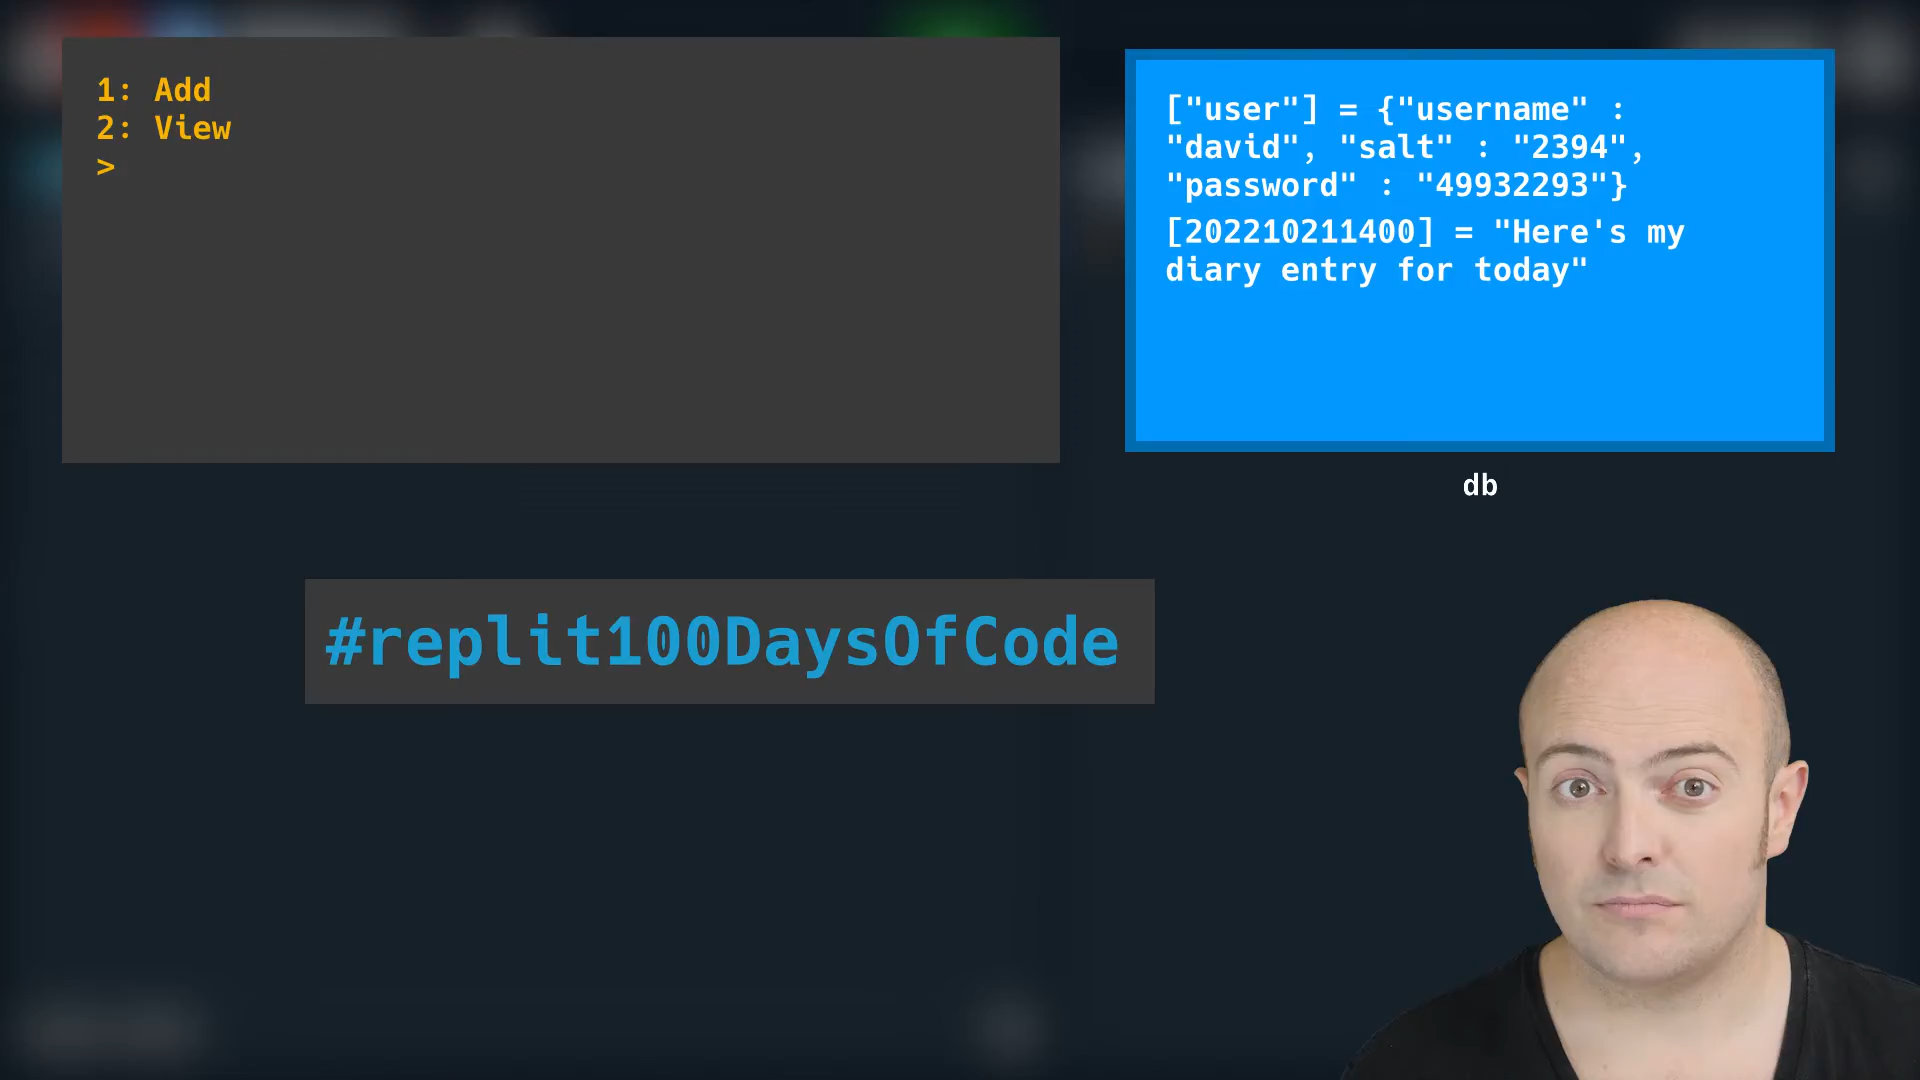 1: Add
2: View
>
["user"] = {"username" :
"david", "salt" : "2394",
"password" : "49932293"}
[202210211400] = "Here's my
diary entry for today"
db
#replit100DaysOfCode